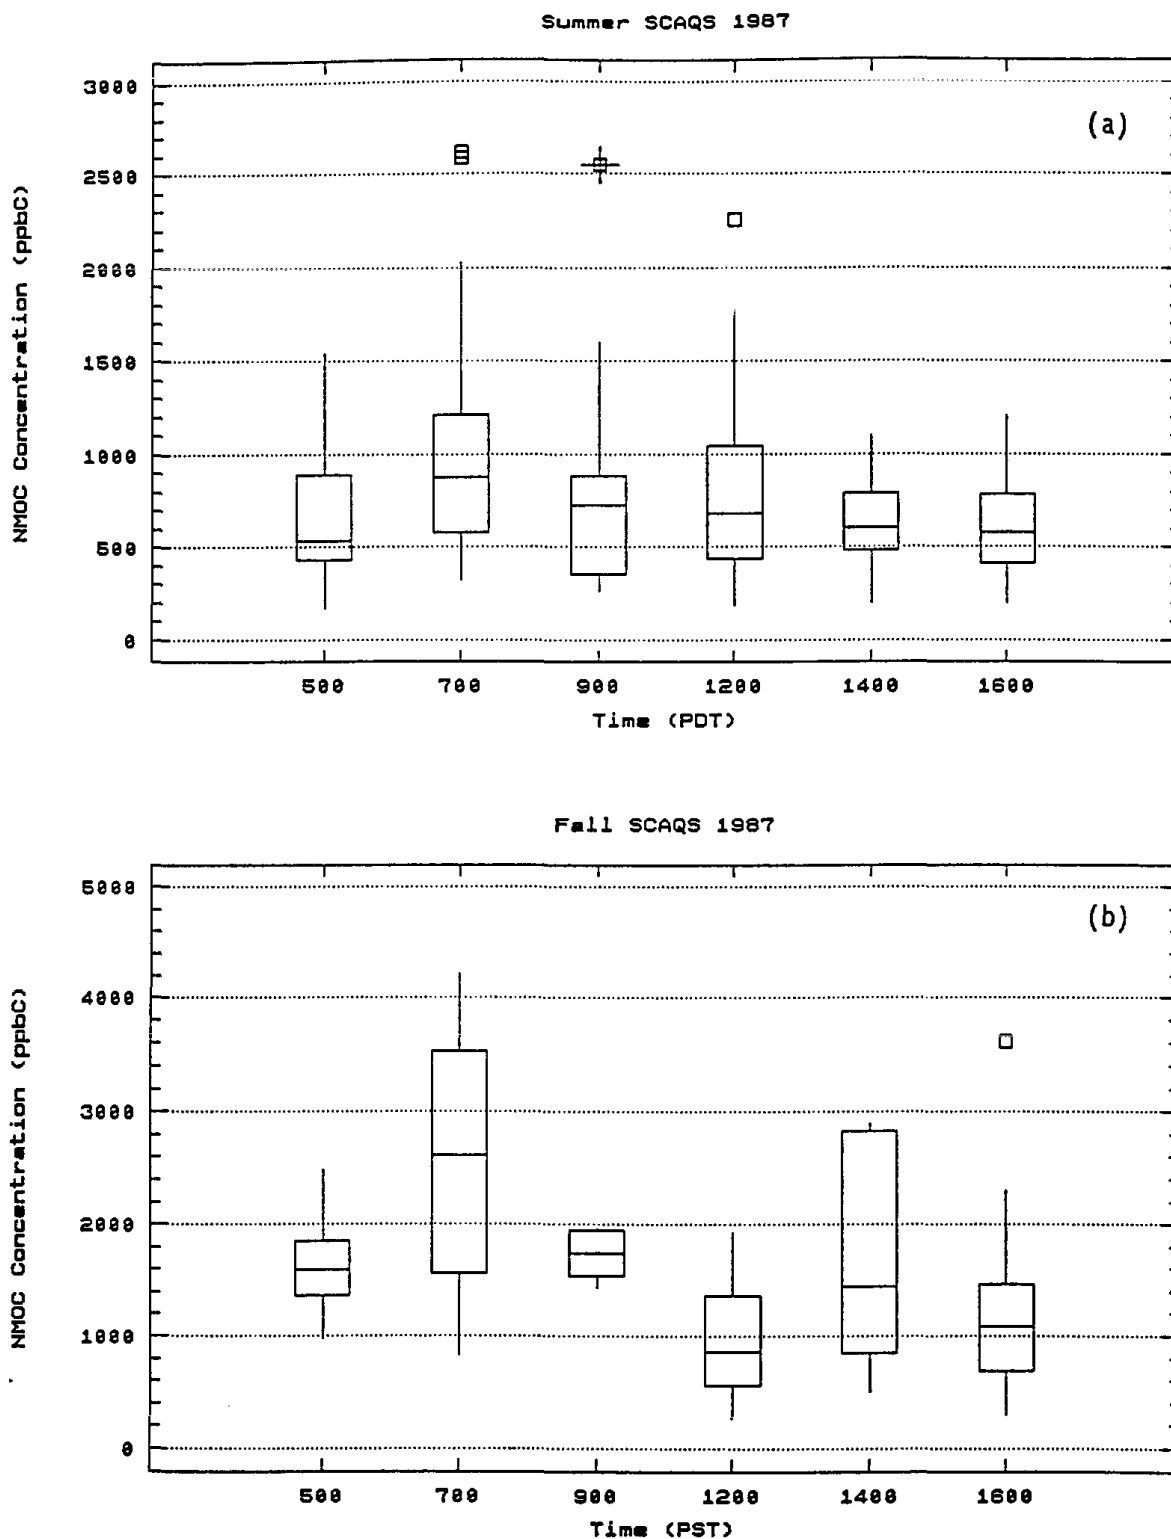 Summer SCAQS 1987
(a)
NMOC Concentration (ppbC)
3000
2500
2000
1500
1000
500
0
500 700 900 1200 1400 1600
Time (PDT)
Fall SCAQS 1987
(b)
NMOC Concentration (ppbC)
5000
4000
3000
2000
1000
0
500 700 900 1200 1400 1600
Time (PST)